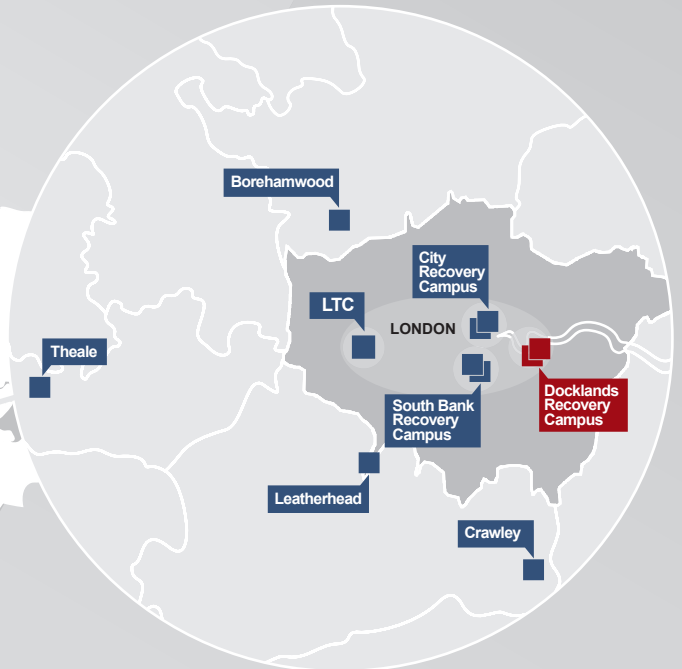 Borehamwood
City
Recovery
Campus
LTC
LONDON
Theale
Docklands
Recovery
Campus
South Bank
Recovery
Campus
Leatherhead
Crawley